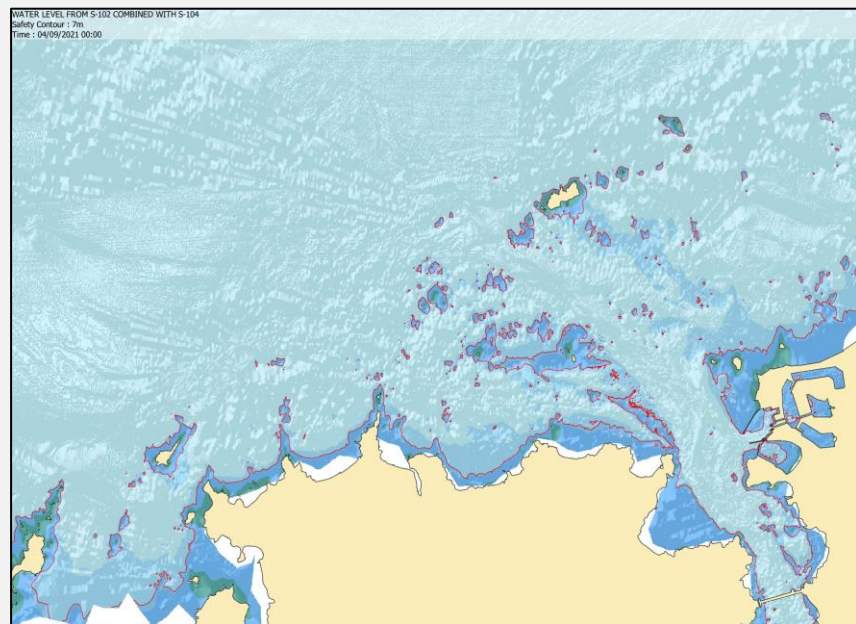 WATER LEVEL FROM S-102 COMBINED WITH S-104
Safety Contour : 7m
Time : 04/09/2021 00:00